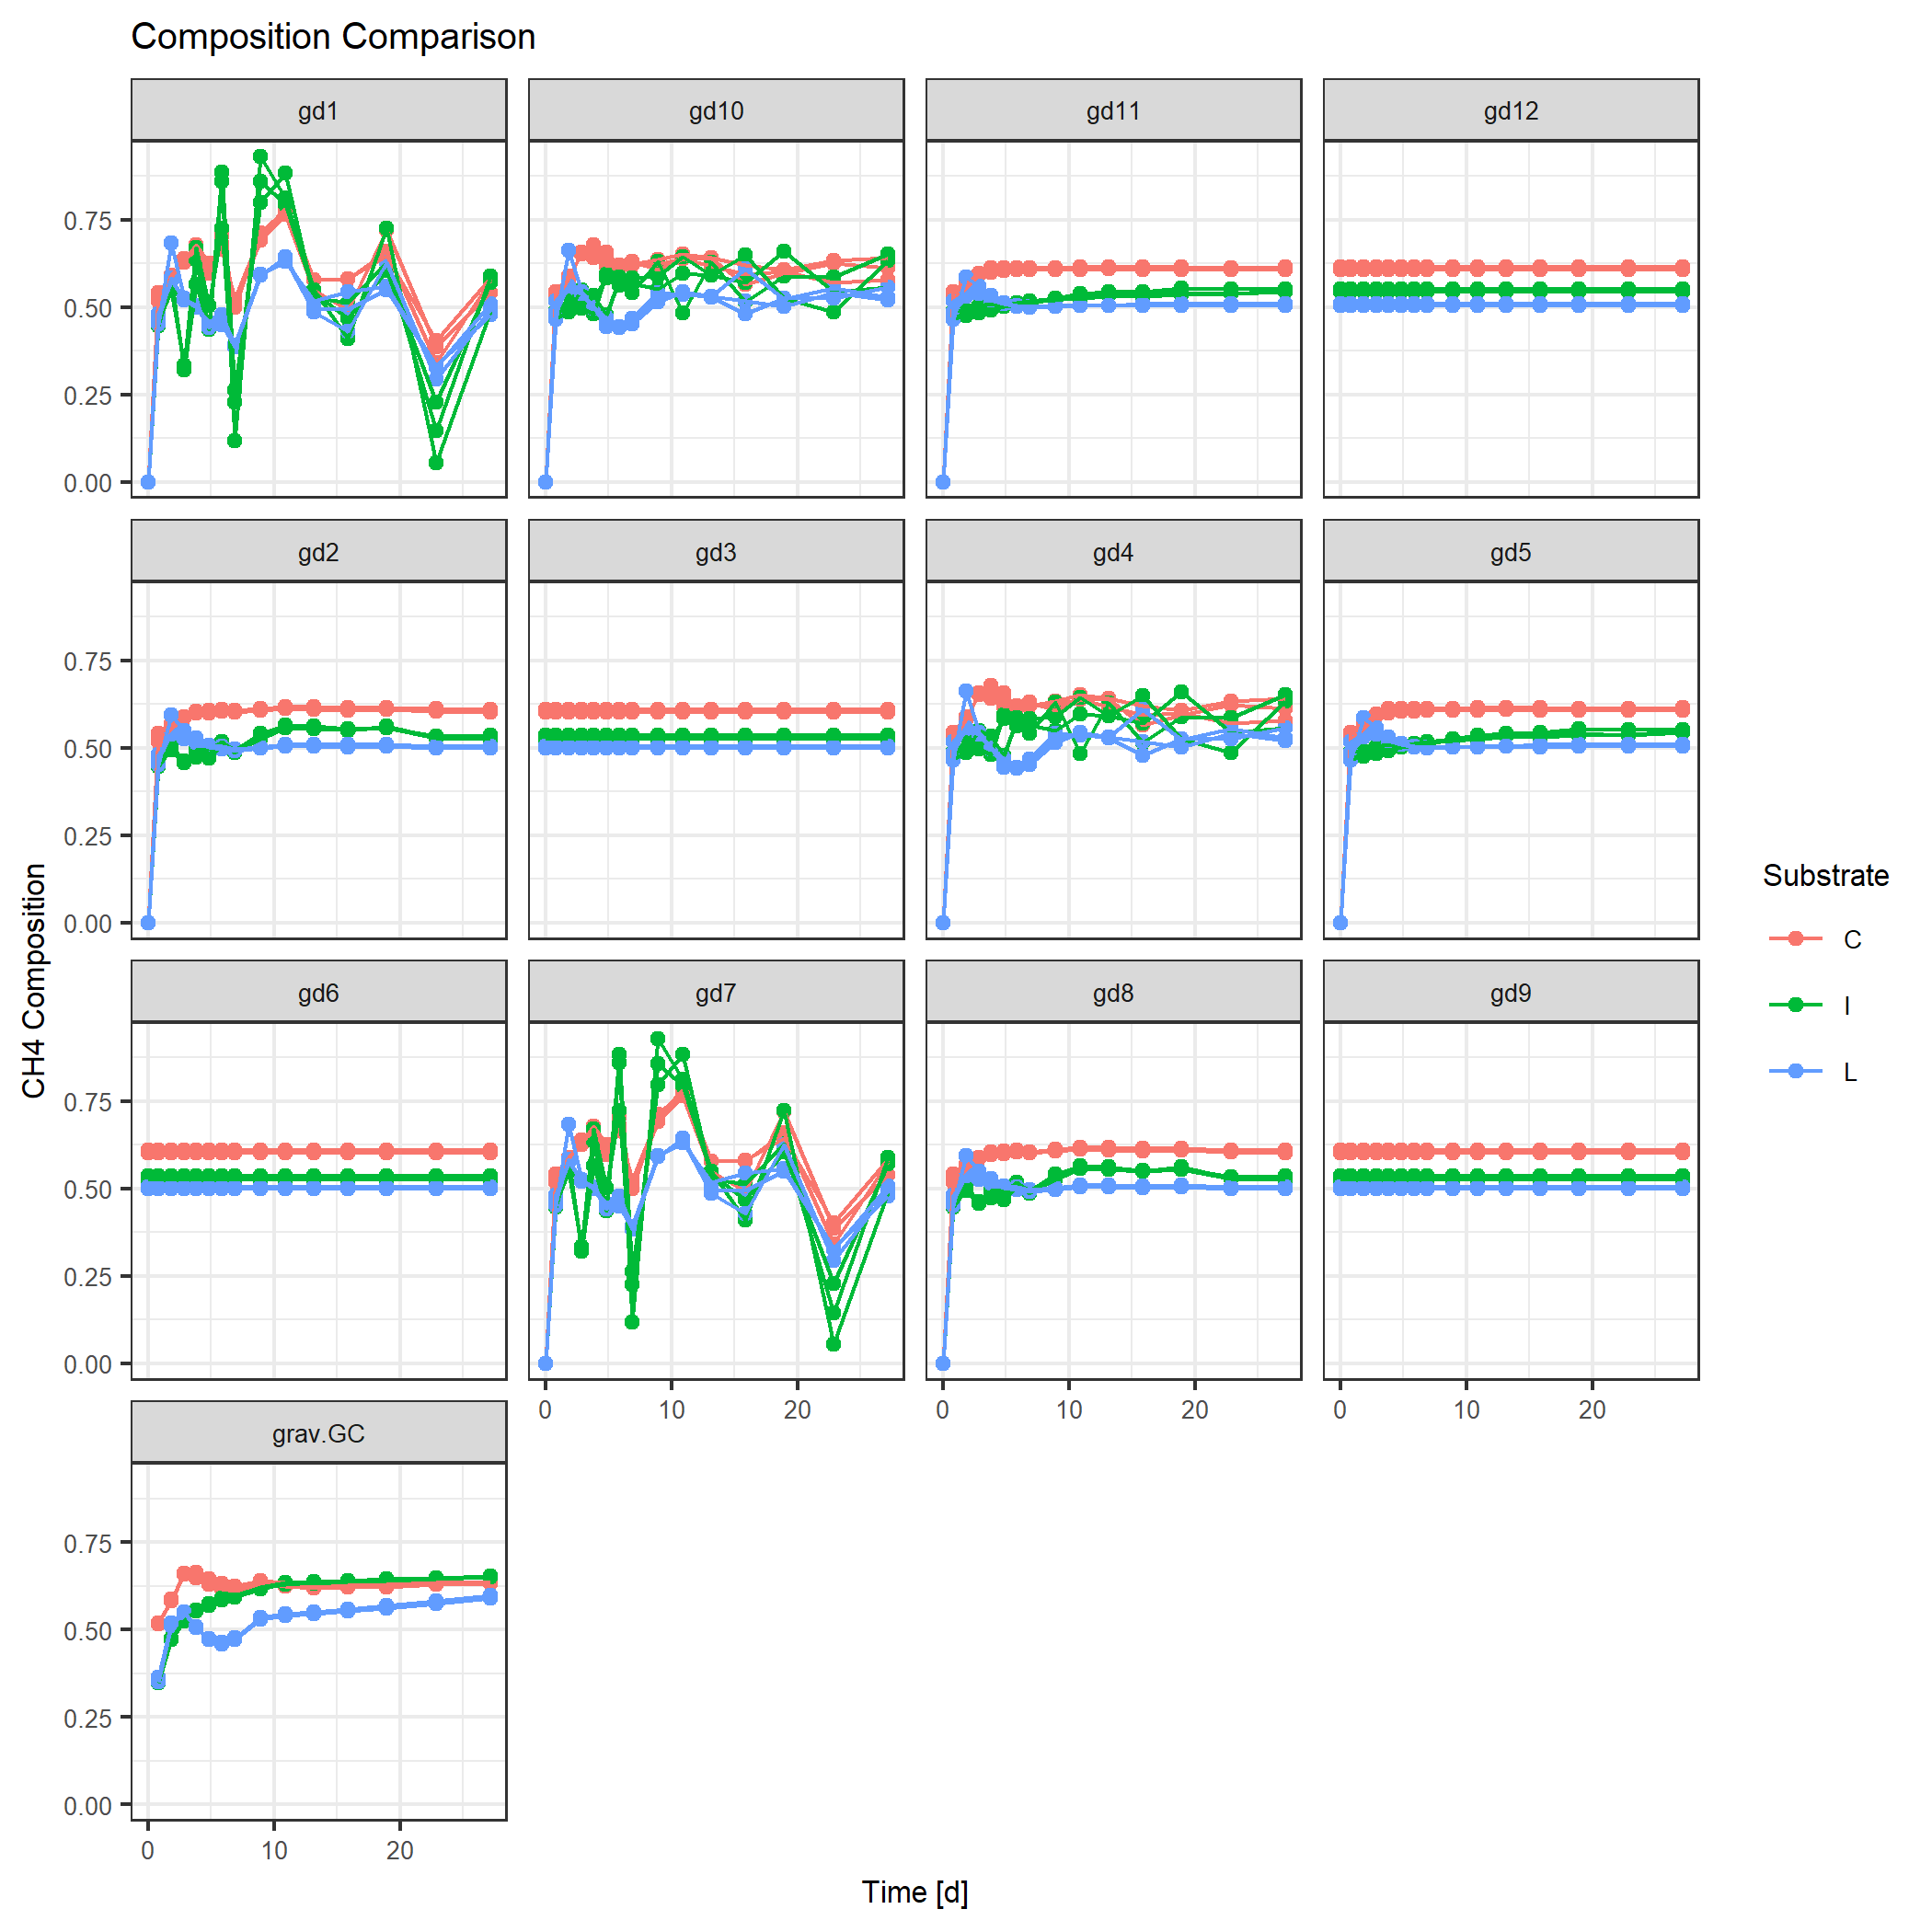 Composition Comparison
gd1 gd10 gd11 gd12
0.75
0.50
0.25
0.00
gd2 gd3 gd4 gd5
0.75
0.50
0.25
0.00
gd6 gd7 gd8 gd9
0.75
0.50
0.25
0.00
0 10 20 0 10 20 0 10 20
grav.GC
0.75
0.50
0.25
0.00
0 10 20
Time [d]
CH4 Composition
Substrate
C
I
L